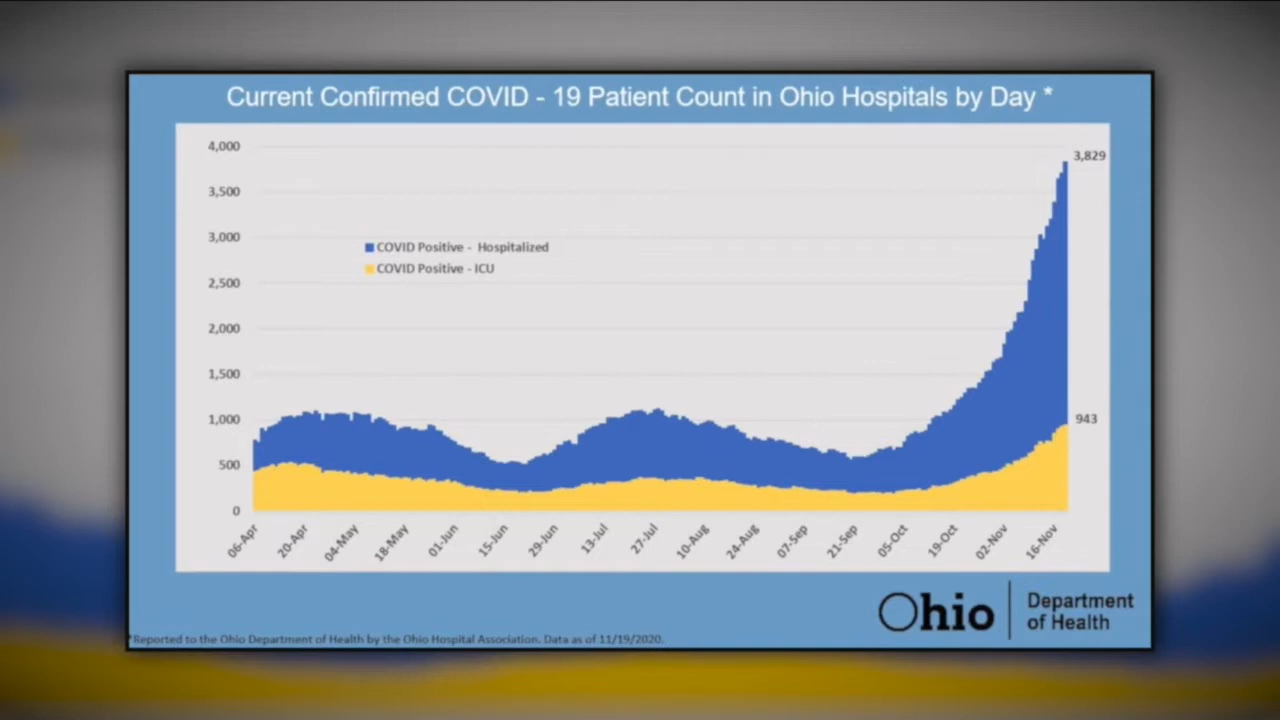 Current Confirmed COVID - 19 Patient Count in Ohio Hospitals by Day *
4,000
3,829
3,500
3,000
COVID Positive - Hospitalized
COVID Positive - ICU
2,500
2,000
1,500
1,000
943
500
0
06-Apr
20-Apr
04-May
18-May
01-Jun
15-Jun
29-Jun
13-Jul
27-Jul
10-Aug
24-Aug
07-Sep
21-Sep
05-Oct
19-Oct
02-Nov
16-Nov
Ohio
Department
of Health
*Reported to the Ohio Department of Health by the Ohio Hospital Association. Data as of 11/19/2020.